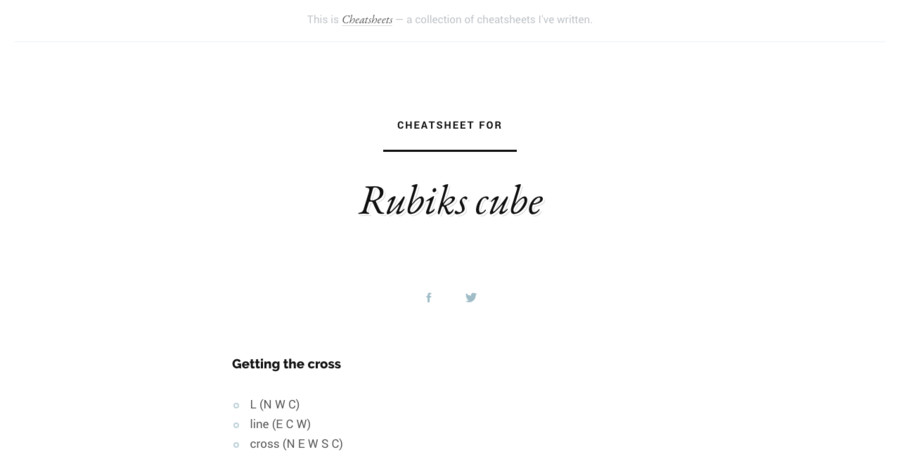 This is Cheatsheets — a collection of cheatsheets I've written.
CHEATSHEET FOR
Rubiks cube
Getting the cross
L (N W C)
line (E C W)
cross (N E W S C)